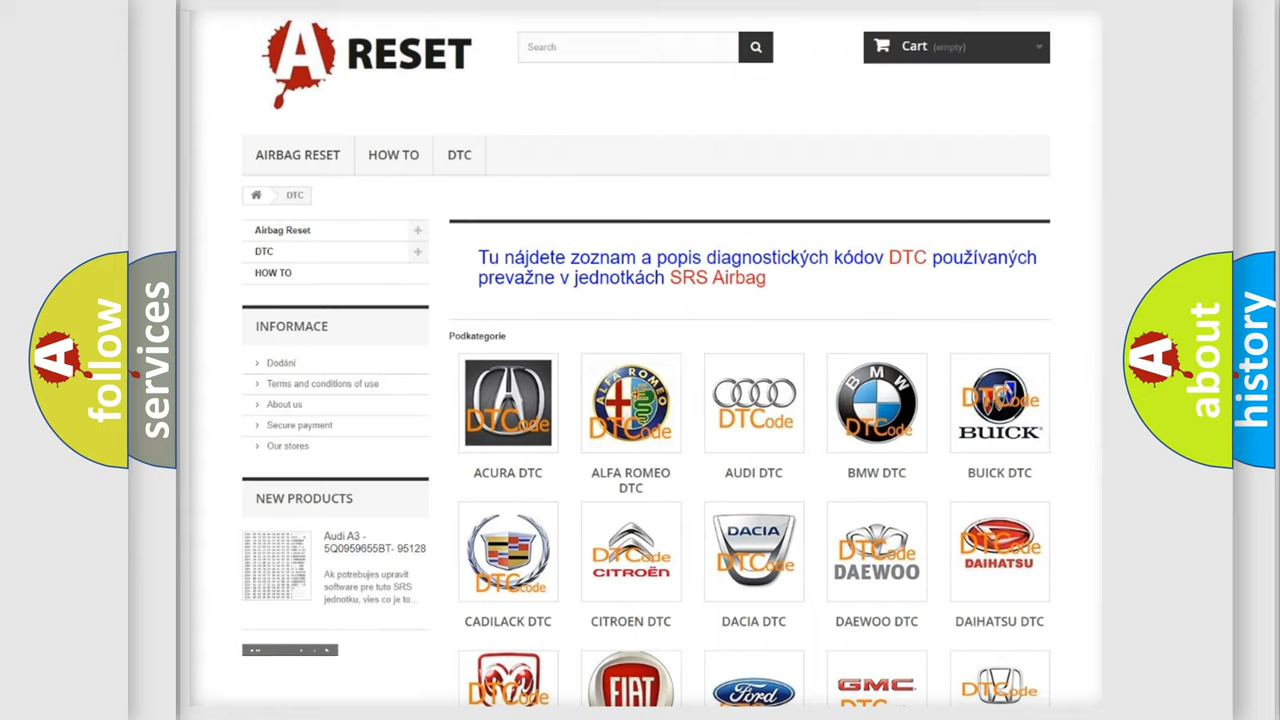 A RESET
Search
Cart (empty)
AIRBAG RESET
HOW TO
DTC
DTC
Airbag Reset
DTC
HOW TO
Tu nájdete zoznam a popis diagnostických kódov DTC používaných
prevažne v jednotkách SRS Airbag
INFORMACE
Dodání
Terms and conditions of use
About us
Secure payment
Our stores
Podkategorie
DTCode
ALFA ROMEO
DTCode
DTCode
BMW
DTCode
DTCode
BUICK
ACURA DTC
ALFA ROMEO
DTC
AUDI DTC
BMW DTC
BUICK DTC
NEW PRODUCTS
Audi A3 -
5Q0959655BT- 95128
Ak potrebujes upravit
software pre tuto SRS
jednotku, vies co je to...
DTCode
DTCode
CITROËN
DACIA
DTCode
DTCode
DAEWOO
DTCode
DAIHATSU
CADILACK DTC
CITROEN DTC
DACIA DTC
DAEWOO DTC
DAIHATSU DTC
DTCode
FIAT
Ford
GMC
DTCode
A follow
services
A about
history